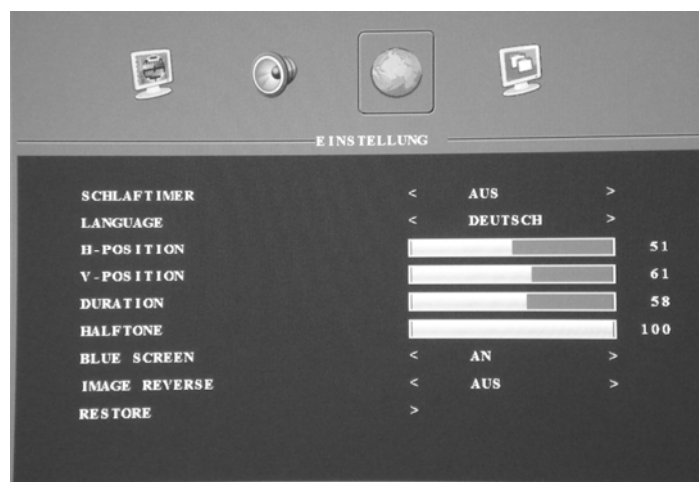 EINSTELLUNG
SCHLAFTIMER < AUS >
LANGUAGE < DEUTSCH >
H-POSITION 51
V-POSITION 61
DURATION 58
HALFTONE 100
BLUE SCREEN < AN >
IMAGE REVERSE < AUS >
RESTORE >